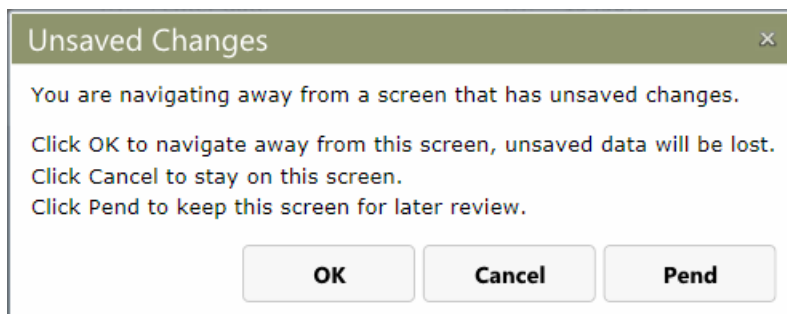 Unsaved Changes
You are navigating away from a screen that has unsaved changes.
Click OK to navigate away from this screen, unsaved data will be lost.
Click Cancel to stay on this screen.
Click Pend to keep this screen for later review.
OK Cancel Pend